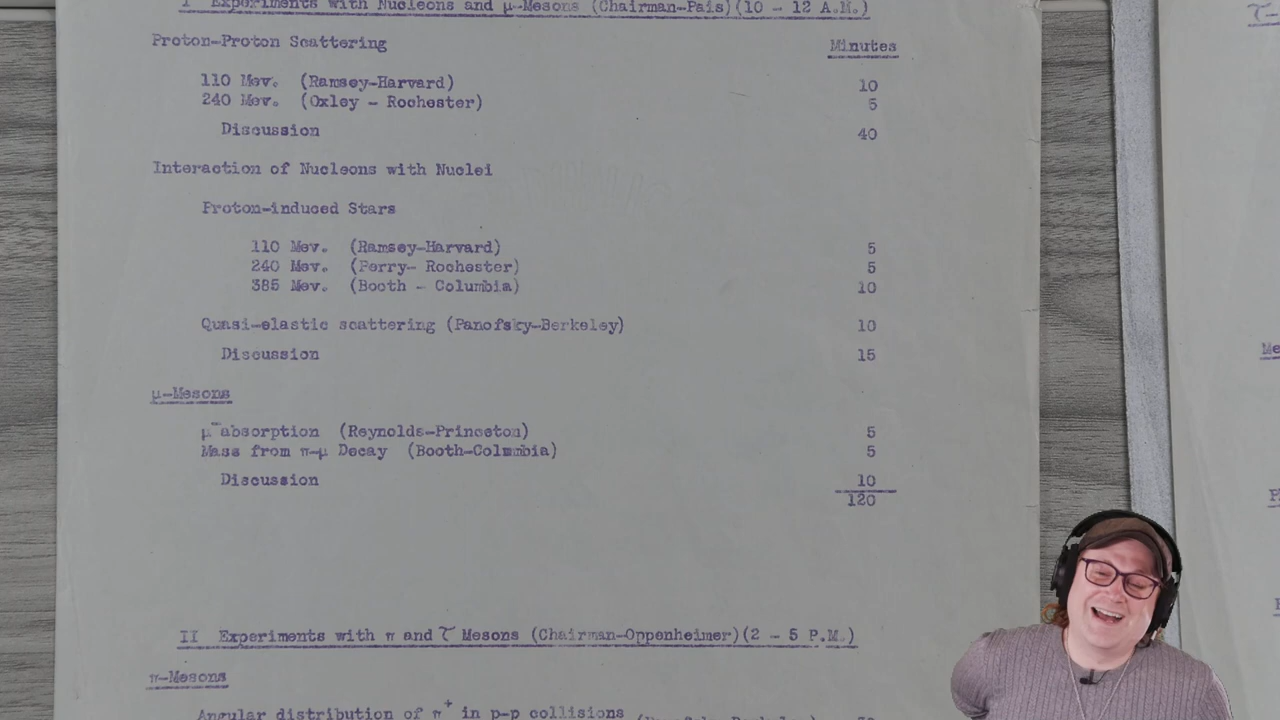 I Experiments with Nucleons and μ-Mesons (Chairman-Pais)(10 - 12 A.M.)
Proton-Proton Scattering Minutes
110 Mev. (Ramsey-Harvard) 10
240 Mev. (Oxley - Rochester) 5
Discussion 40
Interaction of Nucleons with Nuclei
Proton-induced Stars
110 Mev. (Ramsey-Harvard) 5
240 Mev. (Perry- Rochester) 5
385 Mev. (Booth - Columbia) 10
Quasi-elastic scattering (Panofsky-Berkeley) 10
Discussion 15
μ-Mesons
μ⁻absorption (Reynolds-Princeton) 5
Mass from π-μ Decay (Booth-Columbia) 5
Discussion 10
120
II Experiments with π and τ Mesons (Chairman-Oppenheimer)(2 - 5 P.M.)
π-Mesons
Angular distribution of π⁺ in p-p collisions
τ-
Me